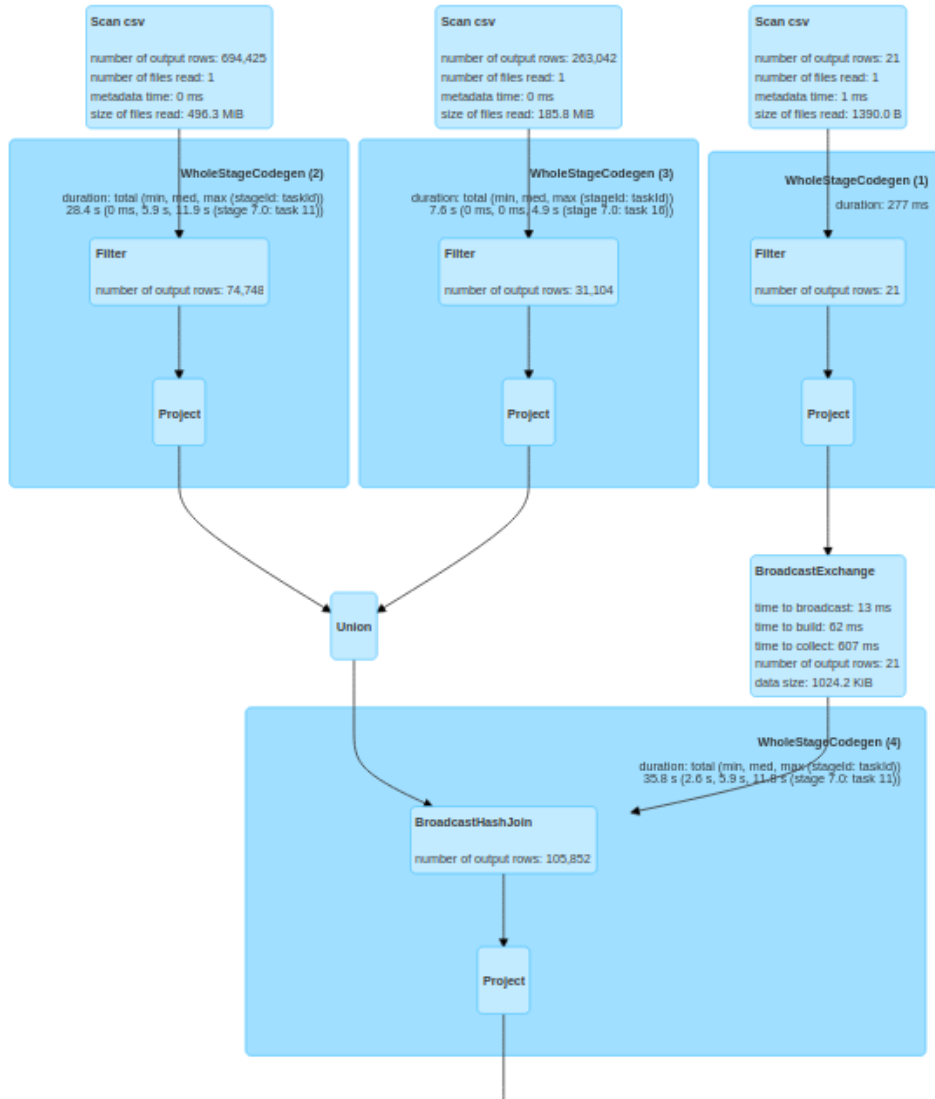 Scan csv
number of output rows: 694,425
number of files read: 1
metadata time: 0 ms
size of files read: 496.3 MiB
Scan csv
number of output rows: 263,042
number of files read: 1
metadata time: 0 ms
size of files read: 185.8 MiB
Scan csv
number of output rows: 21
number of files read: 1
metadata time: 1 ms
size of files read: 1390.0 B
WholeStageCodegen (2)
duration: total (min, med, max (stageId: taskId))
28.4 s (0 ms, 5.9 s, 11.9 s (stage 7.0: task 11))
Filter
number of output rows: 74,748
Project
WholeStageCodegen (3)
duration: total (min, med, max (stageId: taskId))
7.6 s (0 ms, 0 ms, 4.9 s (stage 7.0: task 16))
Filter
number of output rows: 31,104
Project
WholeStageCodegen (1)
duration: 277 ms
Filter
number of output rows: 21
Project
Union
BroadcastExchange
time to broadcast: 13 ms
time to build: 62 ms
time to collect: 607 ms
number of output rows: 21
data size: 1024.2 KiB
WholeStageCodegen (4)
duration: total (min, med, max (stageId: taskId))
35.8 s (2.6 s, 5.9 s, 11.8 s (stage 7.0: task 11))
BroadcastHashJoin
number of output rows: 105,852
Project